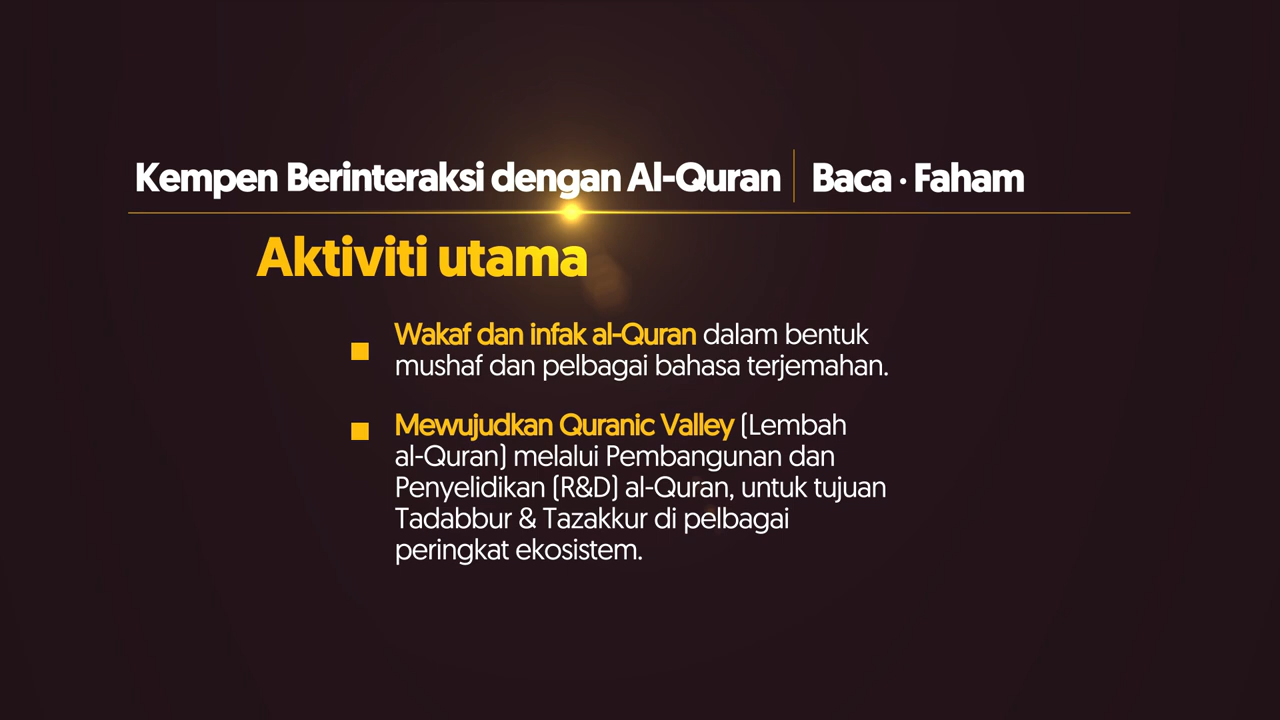 Kempen Berinteraksi dengan Al-Quran | Baca · Faham
Aktiviti utama
Wakaf dan infak al-Quran dalam bentuk
mushaf dan pelbagai bahasa terjemahan.
Mewujudkan Quranic Valley (Lembah
al-Quran) melalui Pembangunan dan
Penyelidikan (R&D) al-Quran, untuk tujuan
Tadabbur & Tazakkur di pelbagai
peringkat ekosistem.